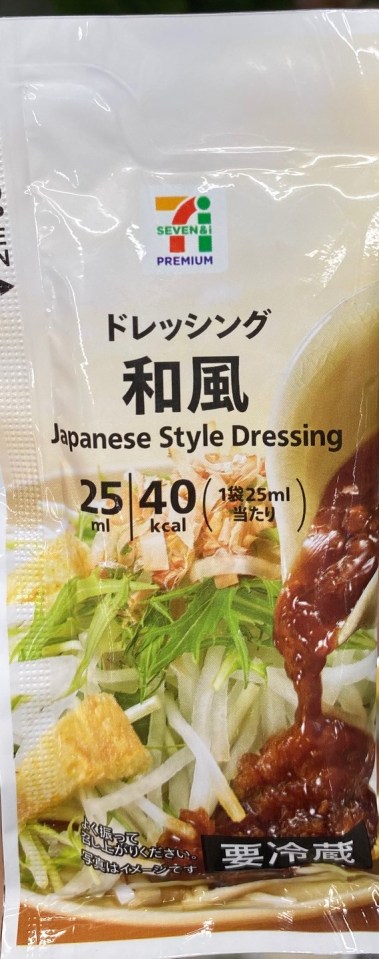 SEVEN&i
PREMIUM
ドレッシング
和風
Japanese Style Dressing
25
ml
40
kcal
(1袋25ml
当たり)
よく振って
召し上がりください。
写真はイメージです
要冷蔵